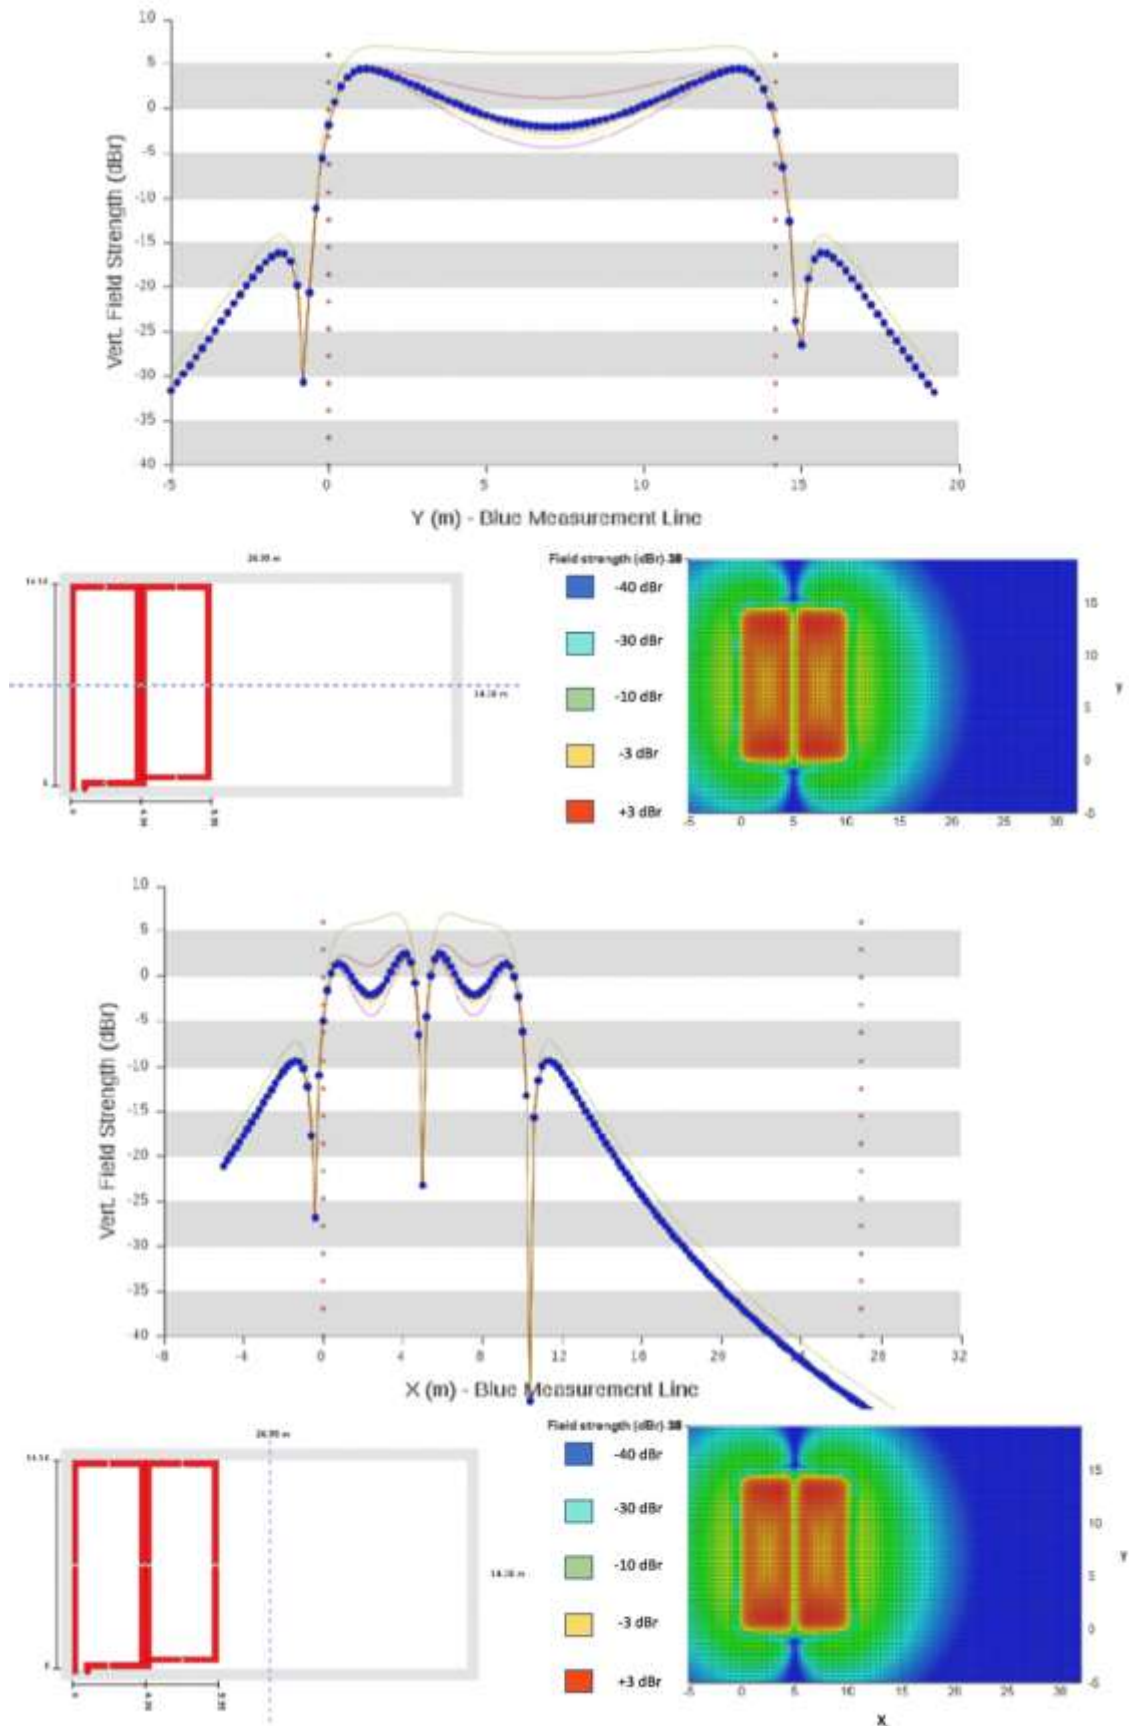 10
5
0
-5
-10
-15
-20
-25
-30
-35
40
-5 0 5 10 15 20
Vert. Field Strength (dBr)
Y (m) - Blue Measurement Line
Field strength (dBr)
-40 dBr
-30 dBr
-10 dBr
-3 dBr
+3 dBr
15
10
5
0
-5
Y
-5 0 5 10 15 20 30
10
5
0
-5
-10
-15
-20
-25
-30
-35
40
-8 -4 0 4 8 12 28 32
Vert. Field Strength (dBr)
X (m) - Blue Measurement Line
Field strength (dBr)
-40 dBr
-30 dBr
-10 dBr
-3 dBr
+3 dBr
15
10
5
0
-5
Y
-5 0 5 10 15 20 30
X